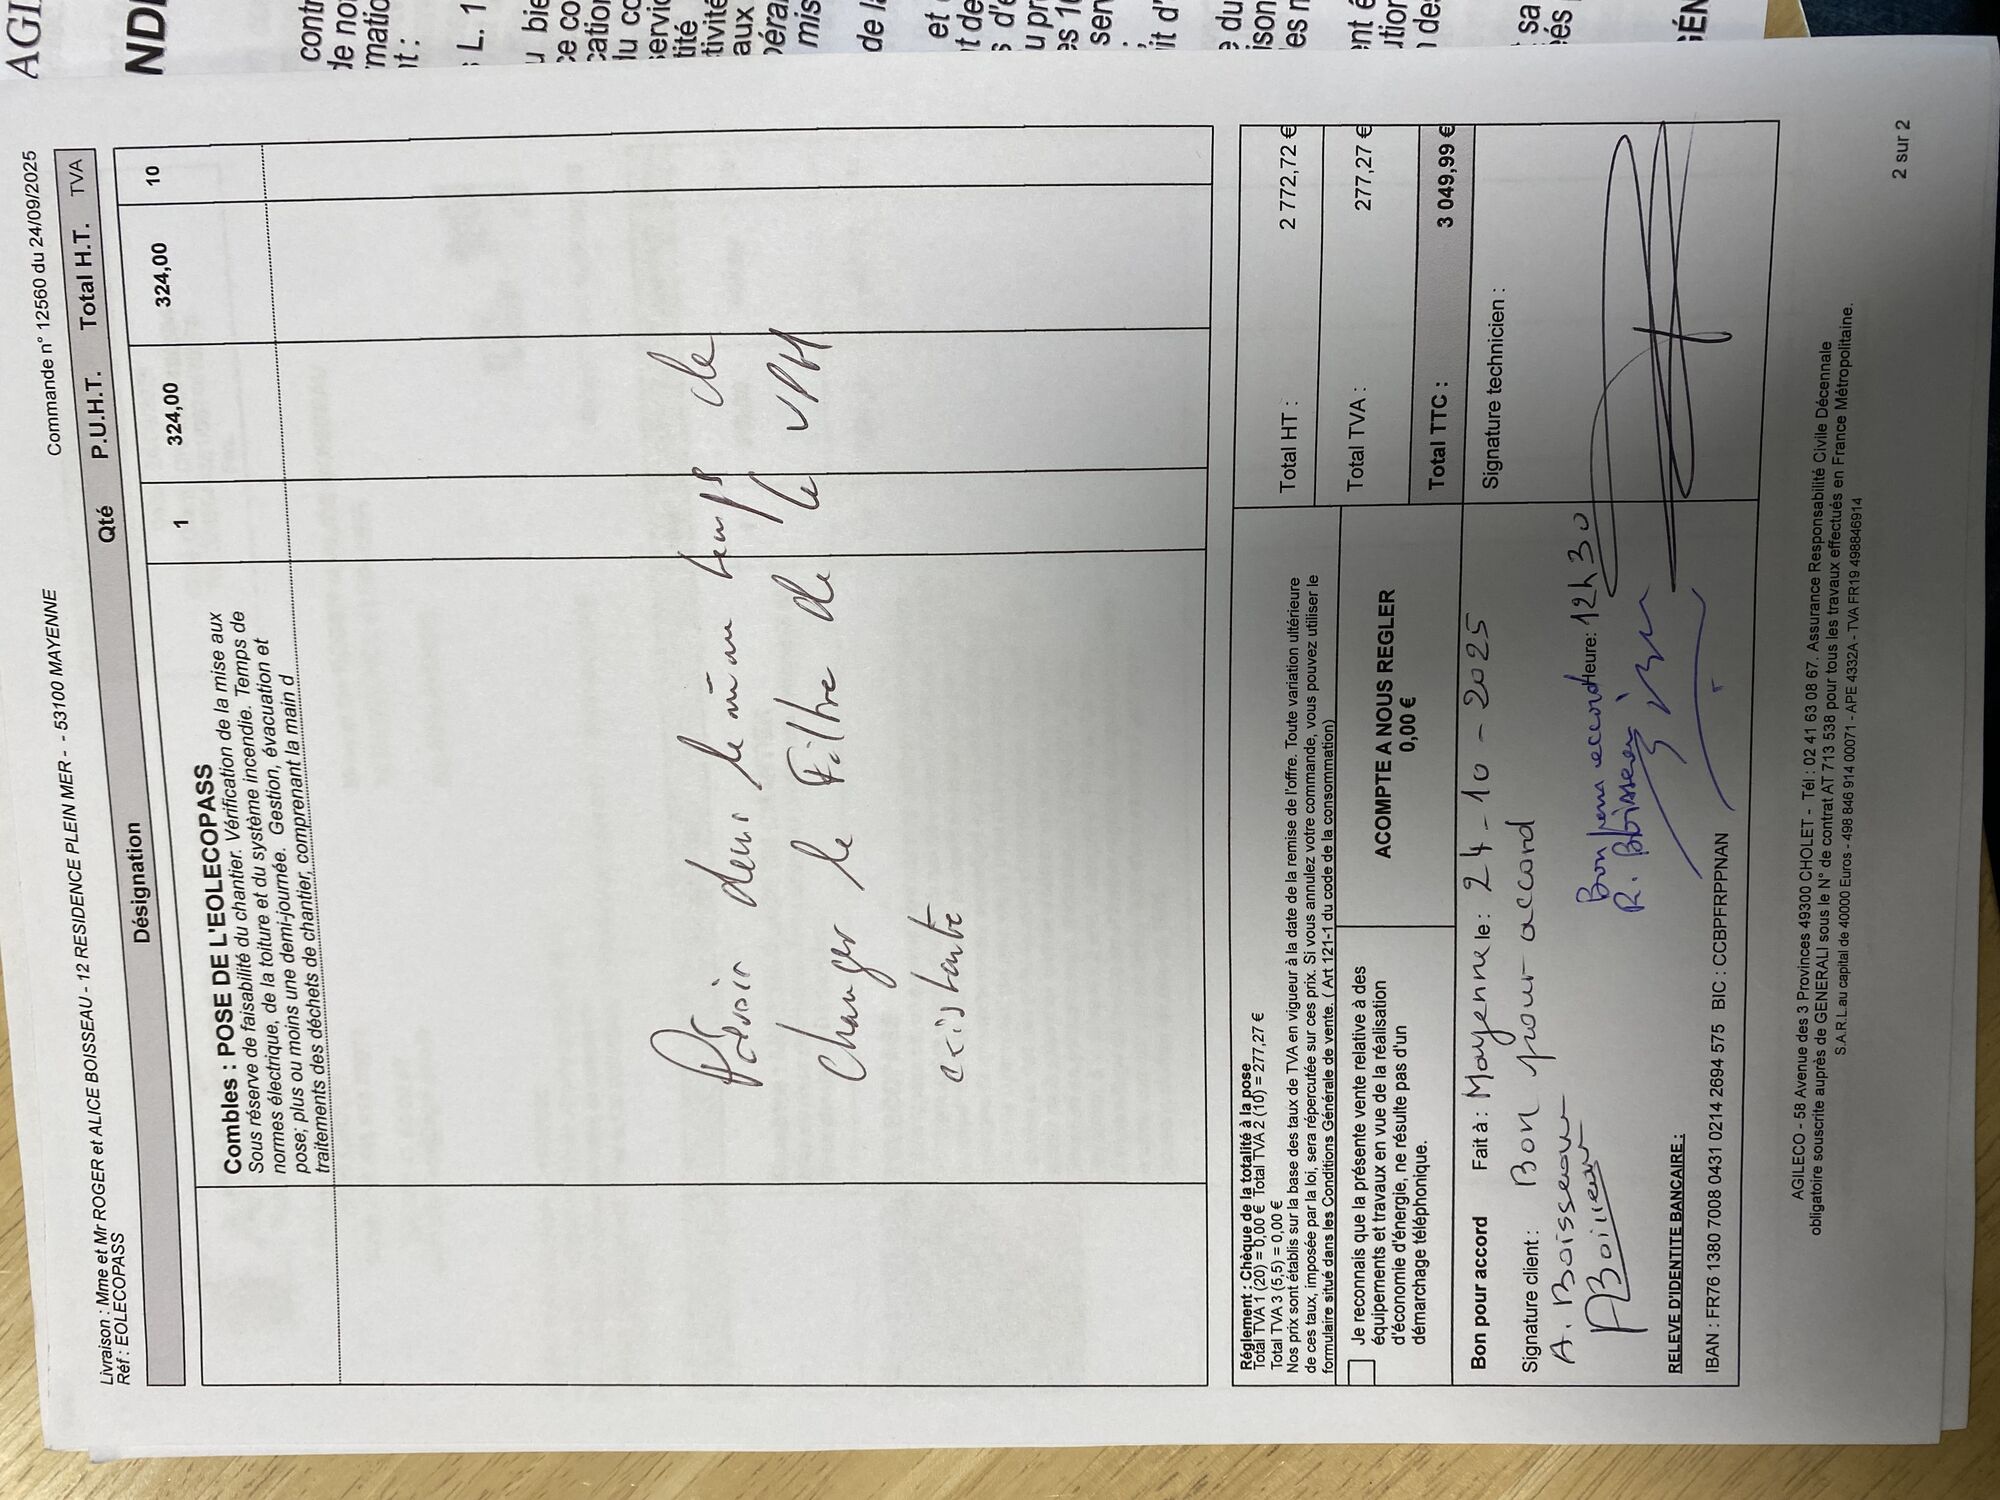 Commande n° 12560 du 24/09/2025
Livraison : Mme et Mr ROGER et ALICE BOISSEAU - 12 RESIDENCE PLEIN MER - - 53100 MAYENNE
Réf : EOLECOPASS
Désignation Qté P.U.H.T. Total H.T. TVA
Combles : POSE DE L'EOLECOPASS 1 324,00 324,00 10
Sous réserve de faisabilité du chantier. Vérification de la mise aux
normes électrique, de la toiture et du système incendie. Temps de
pose; plus ou moins une demi-journée. Gestion, évacuation et
traitements des déchets de chantier, comprenant la main d
Prévoir dans le même temps de
changer le Filtre de la VPH
existante
Réglement : Chèque de la totalité à la pose
Total TVA 1 (20) = 0,00 € Total TVA 2 (10) = 277,27 €
Total TVA 3 (5,5) = 0,00 €
Nos prix sont établis sur la base des taux de TVA en vigueur à la date de la remise de l'offre. Toute variation ultérieure
de ces taux, imposée par la loi, sera répercutée sur ces prix. Si vous annulez votre commande, vous pouvez utiliser le
formulaire situé dans les Conditions Générale de vente. ( Art 121-1 du code de la consommation)
Total HT : 2 772,72 €
Total TVA : 277,27 €
Total TTC : 3 049,99 €
Je reconnais que la présente vente relative à des
équipements et travaux en vue de la réalisation
d'économie d'énergie, ne résulte pas d'un
démarchage téléphonique.
ACOMPTE A NOUS REGLER
0,00 €
Bon pour accord Fait à : Mayenne le : 24-10-2025
Signature client : Bon pour accord
Heure: 12h30
A. Boisseau
ABoisseau
Bon pour accord
R. Boisseau
Signature technicien :
RELEVE D'IDENTITE BANCAIRE :
IBAN : FR76 1380 7008 0431 0214 2694 575 BIC : CCBPFRPPNAN
AGILECO - 58 Avenue des 3 Provinces 49300 CHOLET - Tél : 02 41 63 08 67. Assurance Responsabilité Civile Décennale
obligatoire souscrite auprès de GENERALI sous le N° de contrat AT 713 538 pour tous les travaux effectués en France Métropolitaine.
S.A.R.L au capital de 40000 Euros - 498 846 914 00071 - APE 4332A - TVA FR19 498846914
2 sur 2